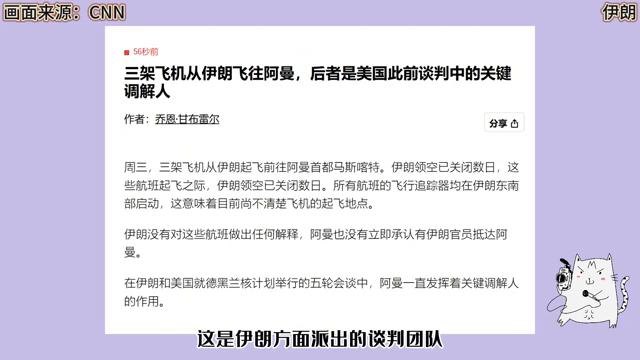 画面来源：CNN
伊朗
56秒前
三架飞机从伊朗飞往阿曼，后者是美国此前谈判中的关键
调解人
作者：乔恩·甘布雷尔
分享
周三，三架飞机从伊朗起飞前往阿曼首都马斯喀特。伊朗领空已关闭数日，这
些航班起飞之际，伊朗领空已关闭数日。所有航班的飞行追踪器均在伊朗东南
部启动，这意味着目前尚不清楚飞机的起飞地点。
伊朗没有对这些航班做出任何解释，阿曼也没有立即承认有伊朗官员抵达阿
曼。
在伊朗和美国就德黑兰核计划举行的五轮会谈中，阿曼一直发挥着关键调解人
的作用。
这是伊朗方面派出的谈判团队